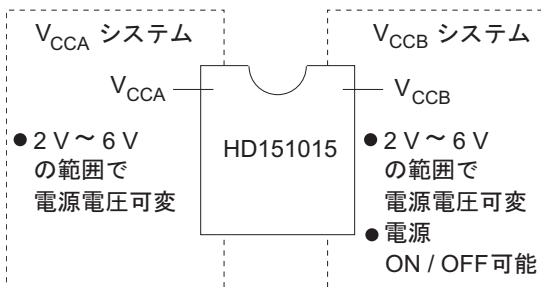 VCCA システム
VCCB システム
VCCA
VCCB
HD151015
● 2 V ～ 6 V
の範囲で
電源電圧可変
● 2 V ～ 6 V
の範囲で
電源電圧可変
● 電源
ON / OFF可能